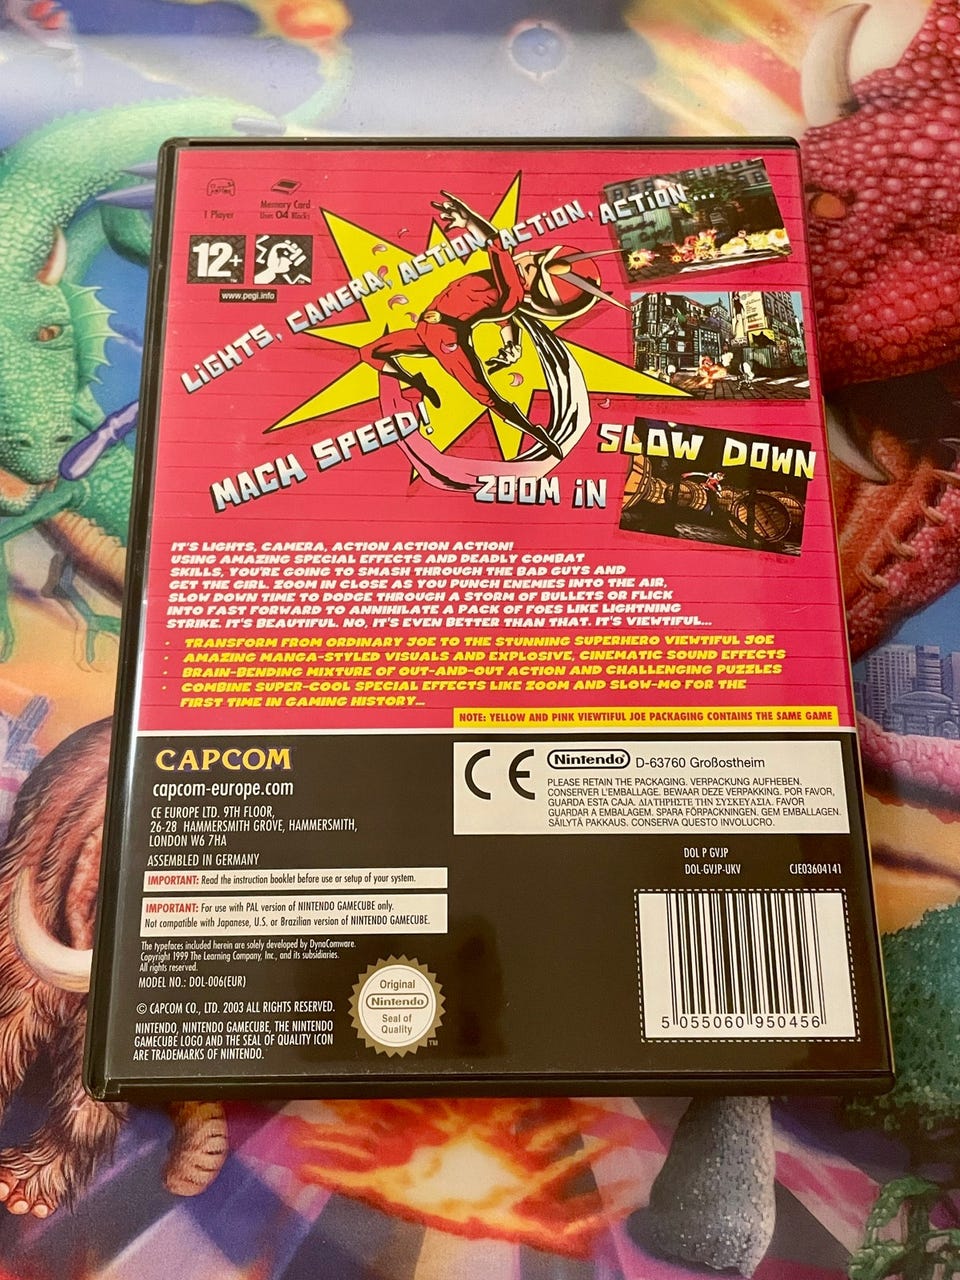 1 Player
Memory Card
Uses 04 Blocks
12+
www.pegi.info
LIGHTS, CAMERA, ACTION, ACTION, ACTION...
MACH SPEED!
ZOOM IN
SLOW DOWN
IT'S LIGHTS, CAMERA, ACTION ACTION ACTION!
USING AMAZING SPECIAL EFFECTS AND DEADLY COMBAT
SKILLS, YOU'RE GOING TO SMASH THROUGH THE BAD GUYS AND
GET THE GIRL. ZOOM IN CLOSE AS YOU PUNCH ENEMIES INTO THE AIR,
SLOW DOWN TIME TO DODGE THROUGH A STORM OF BULLETS OR FLICK
INTO FAST FORWARD TO ANNIHILATE A PACK OF FOES LIKE LIGHTNING
STRIKE. IT'S BEAUTIFUL. NO, IT'S EVEN BETTER THAN THAT. IT'S VIEWTIFUL...
• TRANSFORM FROM ORDINARY JOE TO THE STUNNING SUPERHERO VIEWTIFUL JOE
• AMAZING MANGA-STYLED VISUALS AND EXPLOSIVE, CINEMATIC SOUND EFFECTS
• BRAIN-BENDING MIXTURE OF OUT-AND-OUT ACTION AND CHALLENGING PUZZLES
• COMBINE SUPER-COOL SPECIAL EFFECTS LIKE ZOOM AND SLOW-MO FOR THE
FIRST TIME IN GAMING HISTORY...
NOTE: YELLOW AND PINK VIEWTIFUL JOE PACKAGING CONTAINS THE SAME GAME
CAPCOM
capcom-europe.com
CE EUROPE LTD. 9TH FLOOR,
26-28 HAMMERSMITH GROVE, HAMMERSMITH,
LONDON W6 7HA
ASSEMBLED IN GERMANY
IMPORTANT: Read the instruction booklet before use or setup of your system.
IMPORTANT: For use with PAL version of NINTENDO GAMECUBE only.
Not compatible with Japanese, U.S. or Brazilian version of NINTENDO GAMECUBE.
The typefaces included herein are solely developed by DynaComware.
Copyright 1999 The Learning Company, Inc., and its subsidiaries.
All rights reserved.
MODEL NO.: DOL-006(EUR)
© CAPCOM CO., LTD. 2003 ALL RIGHTS RESERVED.
NINTENDO, NINTENDO GAMECUBE, THE NINTENDO
GAMECUBE LOGO AND THE SEAL OF QUALITY ICON
ARE TRADEMARKS OF NINTENDO.
Original
Nintendo
Seal of
Quality
TM
CE
Nintendo D-63760 Großostheim
PLEASE RETAIN THE PACKAGING. VERPACKUNG AUFHEBEN.
CONSERVER L'EMBALLAGE. BEWAAR DEZE VERPAKKING. POR FAVOR,
GUARDA ESTA CAJA. ΔΙΑΤΗΡΗΣΤΕ ΤΗΝ ΣΥΣΚΕΥΑΣΙΑ. FAVOR
GUARDAR A EMBALAGEM. SPARA FÖRPACKNINGEN. GEM EMBALLAGEN.
SÄILYTÄ PAKKAUS. CONSERVA QUESTO INVOLUCRO.
DOL P GVJP
DOL-GVJP-UKV CJE03604141
5 055060 950456